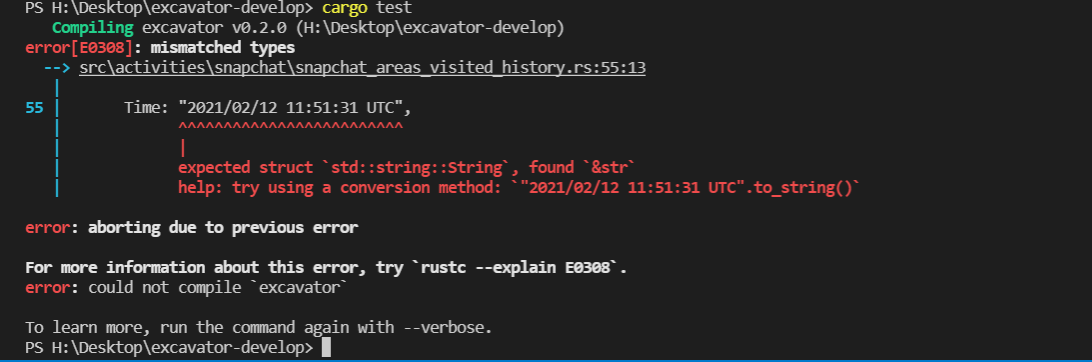 PS H:\Desktop\excavator-develop> cargo test
   Compiling excavator v0.2.0 (H:\Desktop\excavator-develop)
error[E0308]: mismatched types
  --> src\activities\snapchat\snapchat_areas_visited_history.rs:55:13
   |
55 |       Time: "2021/02/12 11:51:31 UTC",
   |             ^^^^^^^^^^^^^^^^^^^^^^^^^
   |             |
   |             expected struct `std::string::String`, found `&str`
   |             help: try using a conversion method: `"2021/02/12 11:51:31 UTC".to_string()`
error: aborting due to previous error
For more information about this error, try `rustc --explain E0308`.
error: could not compile `excavator`
To learn more, run the command again with --verbose.
PS H:\Desktop\excavator-develop>